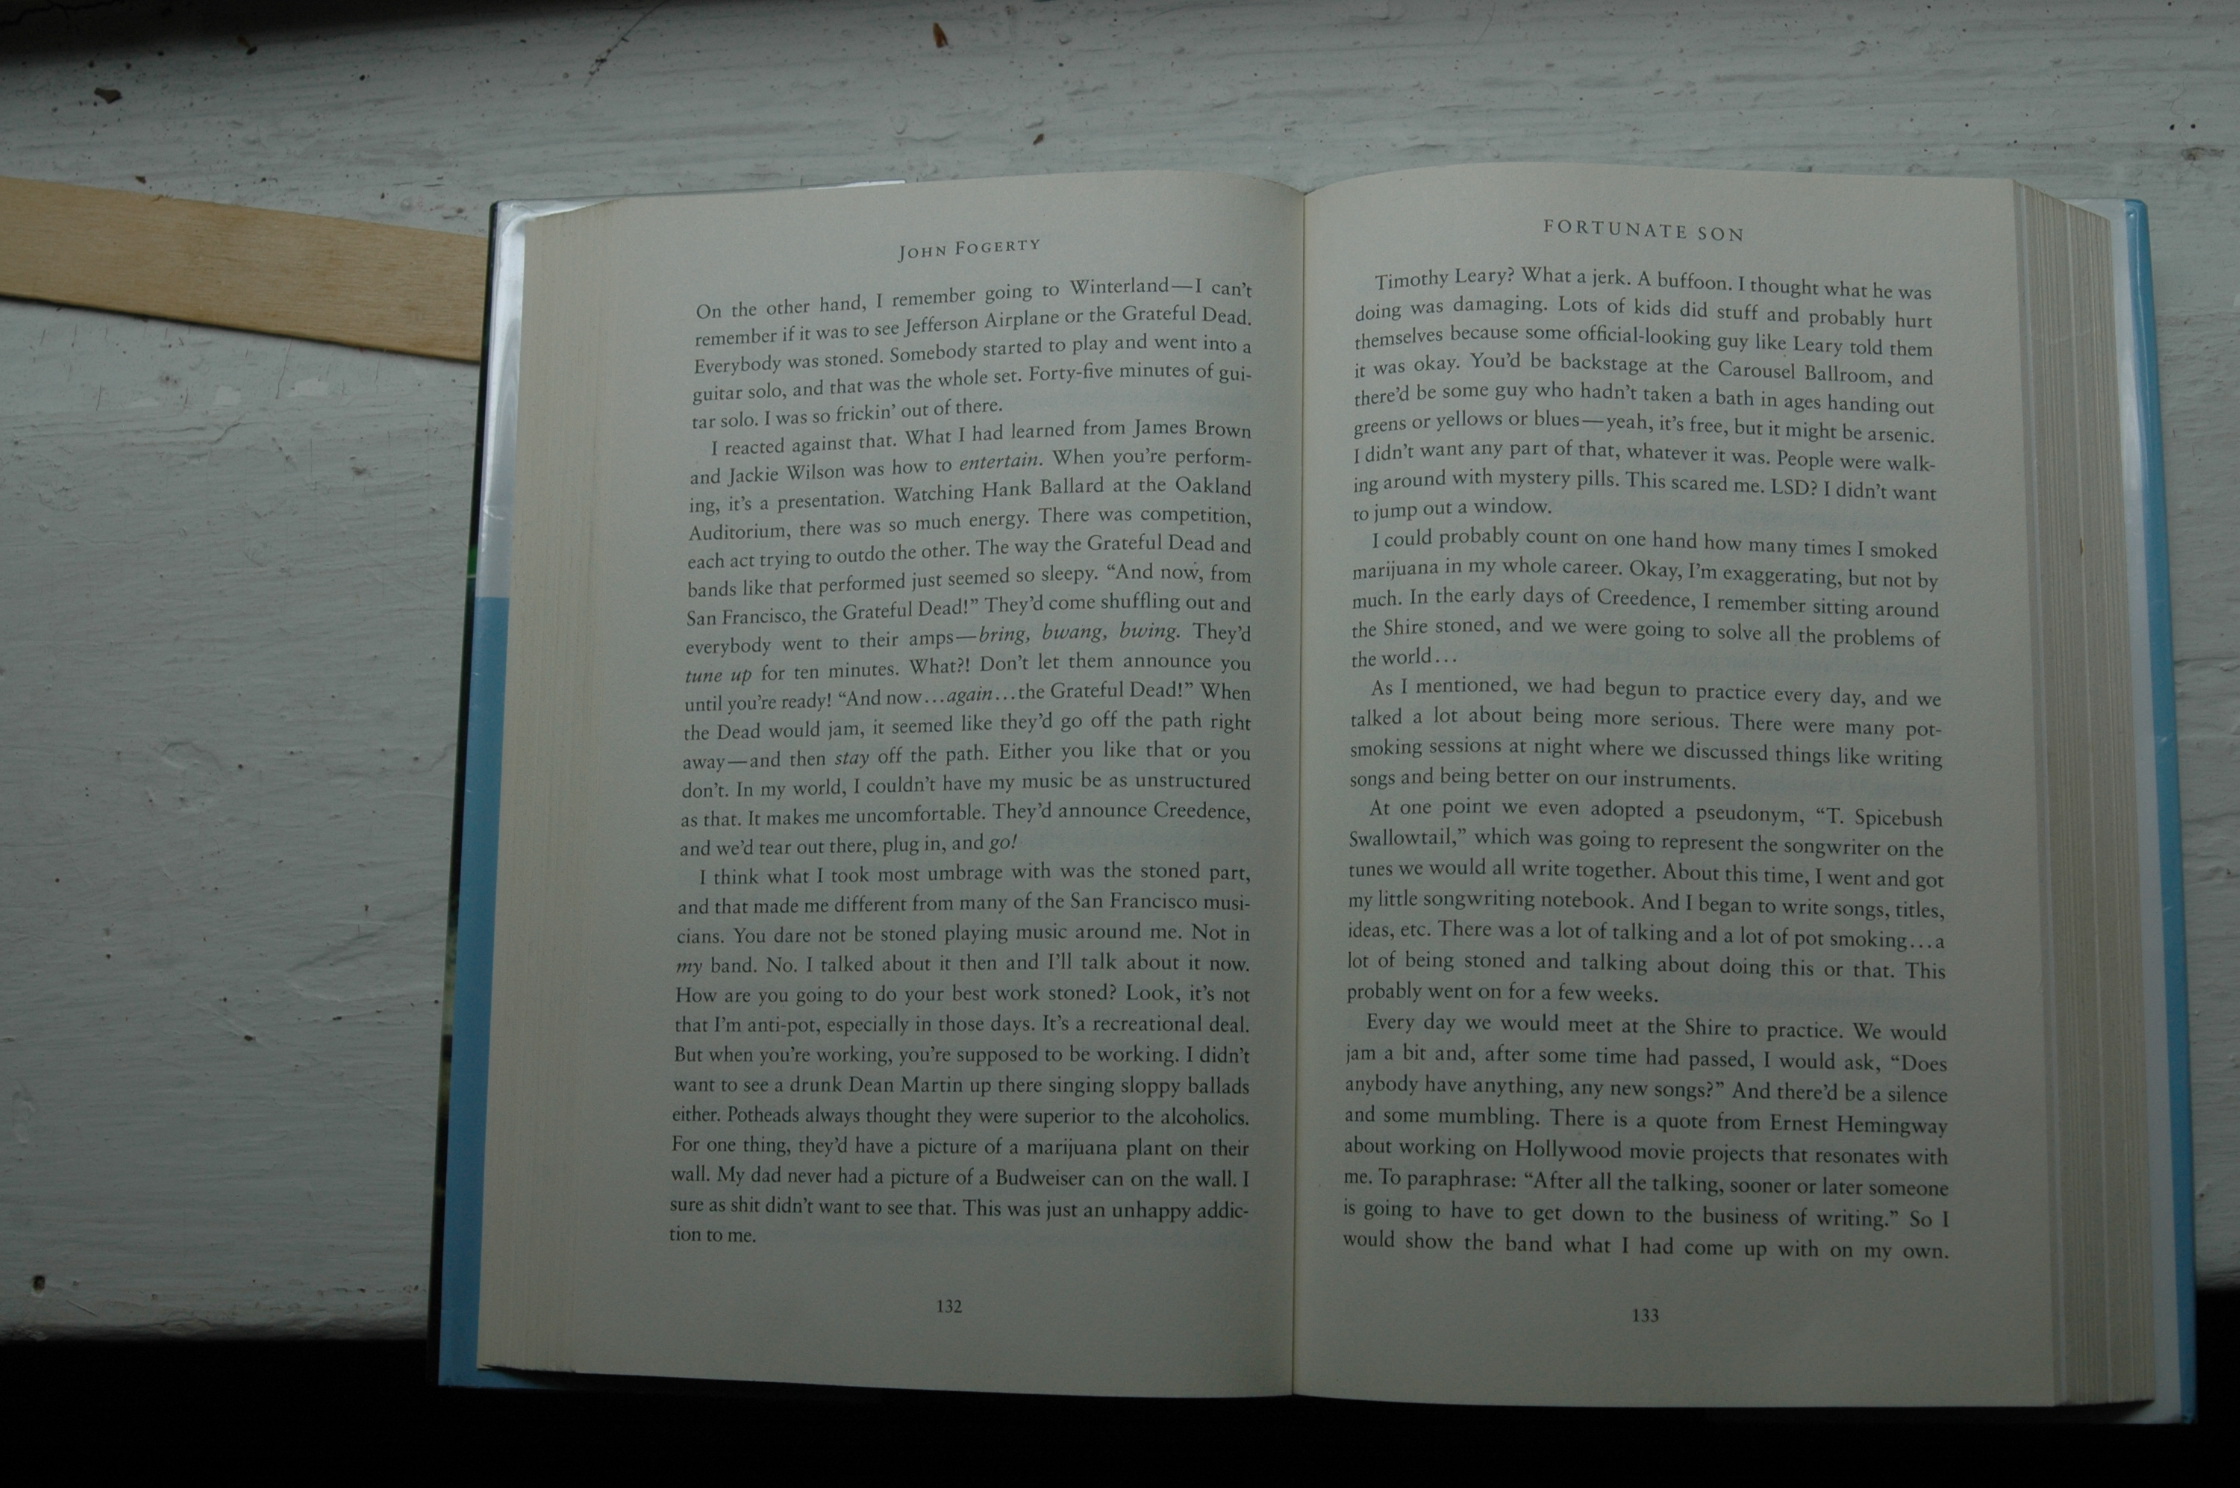 JOHN FOGERTY
On the other hand, I remember going to Winterland—I can't
remember if it was to see Jefferson Airplane or the Grateful Dead.
Everybody was stoned. Somebody started to play and went into a
guitar solo, and that was the whole set. Forty-five minutes of gui-
tar solo. I was so frickin' out of there.
I reacted against that. What I had learned from James Brown
and Jackie Wilson was how to entertain. When you're perform-
ing, it's a presentation. Watching Hank Ballard at the Oakland
Auditorium, there was so much energy. There was competition,
each act trying to outdo the other. The way the Grateful Dead and
bands like that performed just seemed so sleepy. “And now, from
San Francisco, the Grateful Dead!” They'd come shuffling out and
everybody went to their amps—bring, bwang, bwing. They'd
tune up for ten minutes. What?! Don't let them announce you
until you're ready! “And now...again...the Grateful Dead!” When
the Dead would jam, it seemed like they'd go off the path right
away—and then stay off the path. Either you like that or you
don't. In my world, I couldn't have my music be as unstructured
as that. It makes me uncomfortable. They'd announce Creedence,
and we'd tear out there, plug in, and go!
I think what I took most umbrage with was the stoned part,
and that made me different from many of the San Francisco musi-
cians. You dare not be stoned playing music around me. Not in
my band. No. I talked about it then and I'll talk about it now.
How are you going to do your best work stoned? Look, it's not
that I'm anti-pot, especially in those days. It's a recreational deal.
But when you're working, you're supposed to be working. I didn't
want to see a drunk Dean Martin up there singing sloppy ballads
either. Potheads always thought they were superior to the alcoholics.
For one thing, they'd have a picture of a marijuana plant on their
wall. My dad never had a picture of a Budweiser can on the wall. I
sure as shit didn't want to see that. This was just an unhappy addic-
tion to me.
132
FORTUNATE SON
Timothy Leary? What a jerk. A buffoon. I thought what he was
doing was damaging. Lots of kids did stuff and probably hurt
themselves because some official-looking guy like Leary told them
it was okay. You'd be backstage at the Carousel Ballroom, and
there'd be some guy who hadn't taken a bath in ages handing out
greens or yellows or blues—yeah, it's free, but it might be arsenic.
I didn't want any part of that, whatever it was. People were walk-
ing around with mystery pills. This scared me. LSD? I didn't want
to jump out a window.
I could probably count on one hand how many times I smoked
marijuana in my whole career. Okay, I'm exaggerating, but not by
much. In the early days of Creedence, I remember sitting around
the Shire stoned, and we were going to solve all the problems of
the world...
As I mentioned, we had begun to practice every day, and we
talked a lot about being more serious. There were many pot-
smoking sessions at night where we discussed things like writing
songs and being better on our instruments.
At one point we even adopted a pseudonym, “T. Spicebush
Swallowtail,” which was going to represent the songwriter on the
tunes we would all write together. About this time, I went and got
my little songwriting notebook. And I began to write songs, titles,
ideas, etc. There was a lot of talking and a lot of pot smoking...a
lot of being stoned and talking about doing this or that. This
probably went on for a few weeks.
Every day we would meet at the Shire to practice. We would
jam a bit and, after some time had passed, I would ask, “Does
anybody have anything, any new songs?” And there'd be a silence
and some mumbling. There is a quote from Ernest Hemingway
about working on Hollywood movie projects that resonates with
me. To paraphrase: “After all the talking, sooner or later someone
is going to have to get down to the business of writing.” So I
would show the band what I had come up with on my own.
133